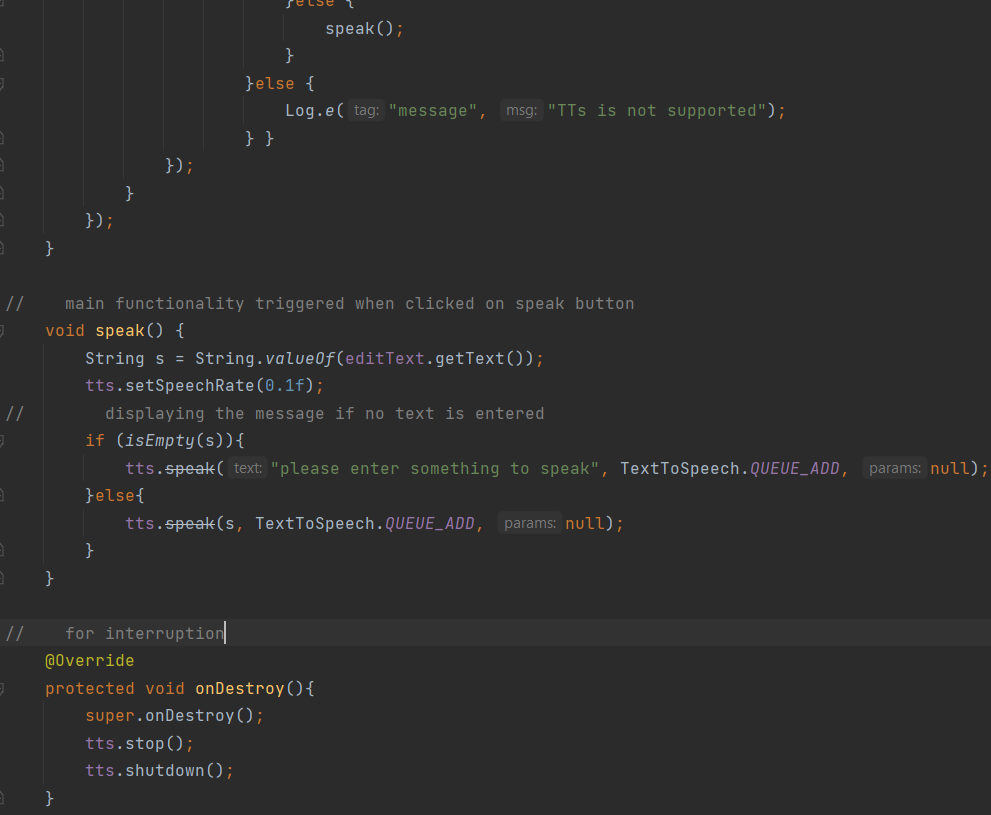 }else {
speak();
}
}else {
Log.e( tag: "message", msg: "TTs is not supported");
} }
});
}
});
}
// main functionality triggered when clicked on speak button
void speak() {
String s = String.valueOf(editText.getText());
tts.setSpeechRate(0.1f);
// displaying the message if no text is entered
if (isEmpty(s)){
tts.speak( text: "please enter something to speak", TextToSpeech.QUEUE_ADD, params: null);
}else{
tts.speak(s, TextToSpeech.QUEUE_ADD, params: null);
}
}
// for interruption
@Override
protected void onDestroy(){
super.onDestroy();
tts.stop();
tts.shutdown();
}